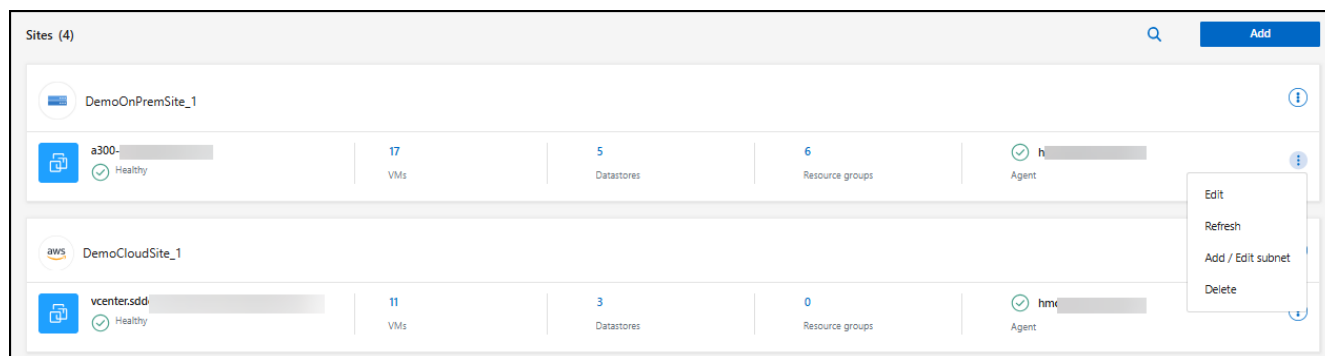 Sites (4)
Add
DemoOnPremSite_1
a300-
Healthy
17
VMs
5
Datastores
6
Resource groups
h
Agent
Edit
Refresh
Add / Edit subnet
Delete
aws
DemoCloudSite_1
vcenter.sdd
Healthy
11
VMs
3
Datastores
0
Resource groups
hm
Agent